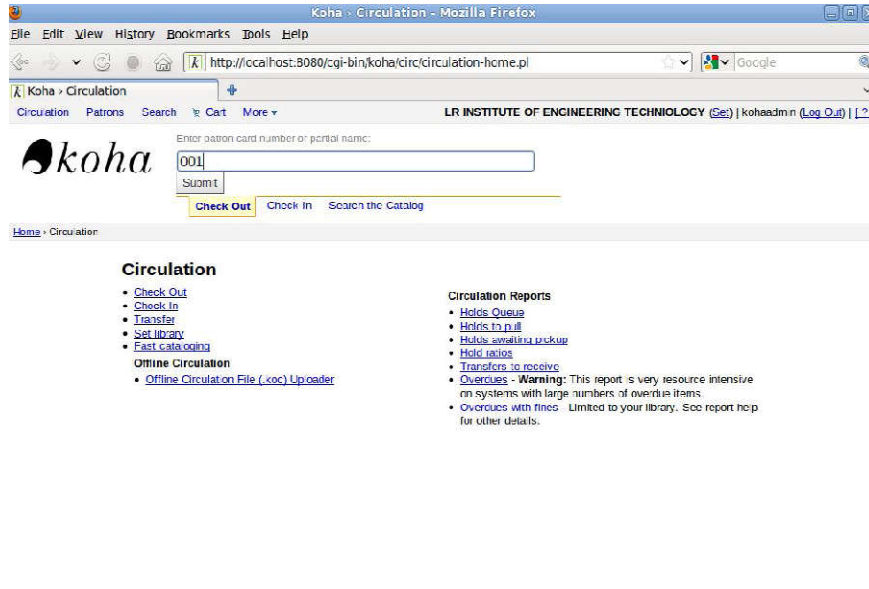 Koha › Circulation - Mozilla Firefox
File Edit View History Bookmarks Tools Help
http://localhost:8080/cgi-bin/koha/circ/circulation-home.pl
Google
Koha › Circulation
Circulation Patrons Search Cart More
LR INSTITUTE OF ENGINEERING TECHNIOLOGY (Set) | kohaadmin (Log Out) | [ ?
koha
Enter patron card number or partial name:
001
Submit
Check Out Check In Search the Catalog
Home › Circulation
Circulation
• Check Out
• Check In
• Transfer
• Set library
• Fast cataloging
Offline Circulation
• Offline Circulation File (.koc) Uploader
Circulation Reports
• Holds Queue
• Holds to pull
• Holds awaiting pickup
• Hold ratios
• Transfers to receive
• Overdues - Warning: This report is very resource intensive
on systems with large numbers of overdue items.
• Overdues with fines - Limited to your library. See report help
for other details.